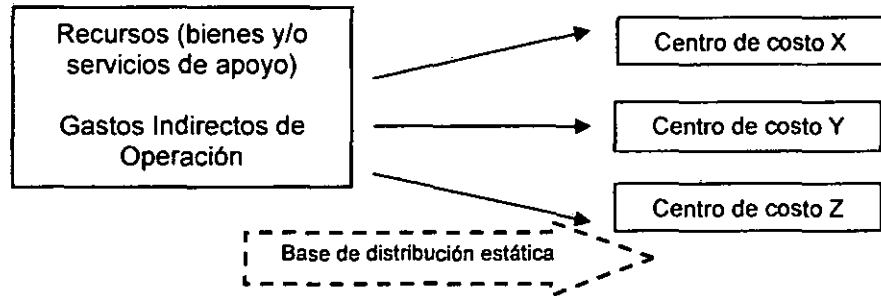 Recursos (bienes y/o
servicios de apoyo)
Gastos Indirectos de
Operación
Centro de costo X
Centro de costo Y
Centro de costo Z
Base de distribución estática